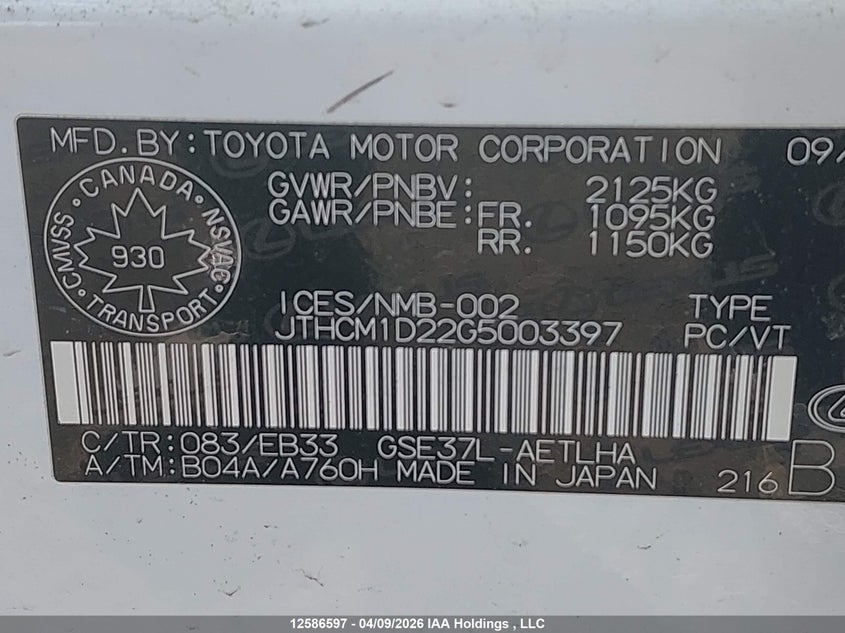 MFD. BY: TOYOTA MOTOR CORPORATION 09/
CANADA
NSVAC
TRANSPORT
CMVSS
930
GVWR/PNBV: 2125KG
GAWR/PNBE: FR. 1095KG
RR. 1150KG
ICES/NMB-002 TYPE
JTHCM1D22G5003397 PC/VT
C/TR: 083/EB33 GSE37L-AETLHA
A/TM: B04A/A760H MADE IN JAPAN 216 B
12586597 - 04/09/2026 IAA Holdings , LLC